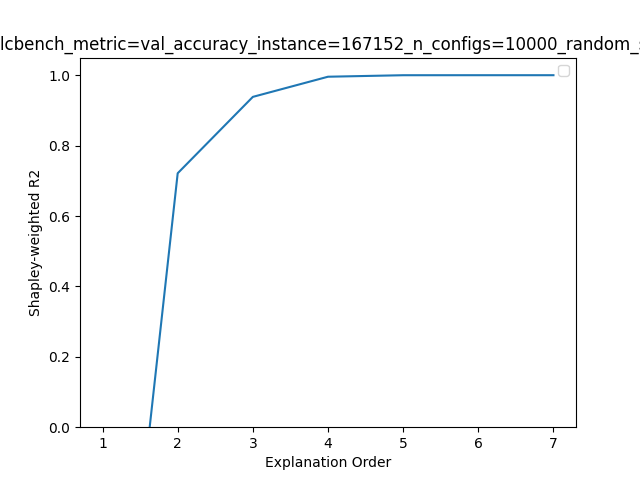 lcbench_metric=val_accuracy_instance=167152_n_configs=10000_random_
1.0
0.8
0.6
0.4
0.2
0.0
Shapley-weighted R2
1 2 3 4 5 6 7
Explanation Order